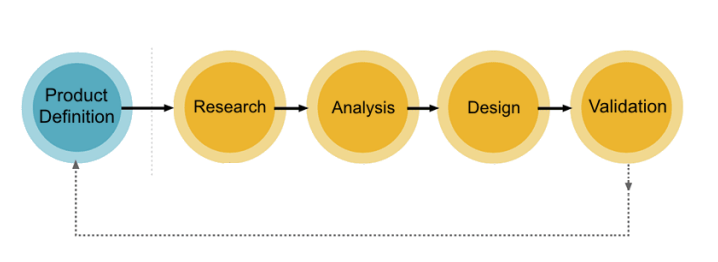 Product
Definition
Research
Analysis
Design
Validation